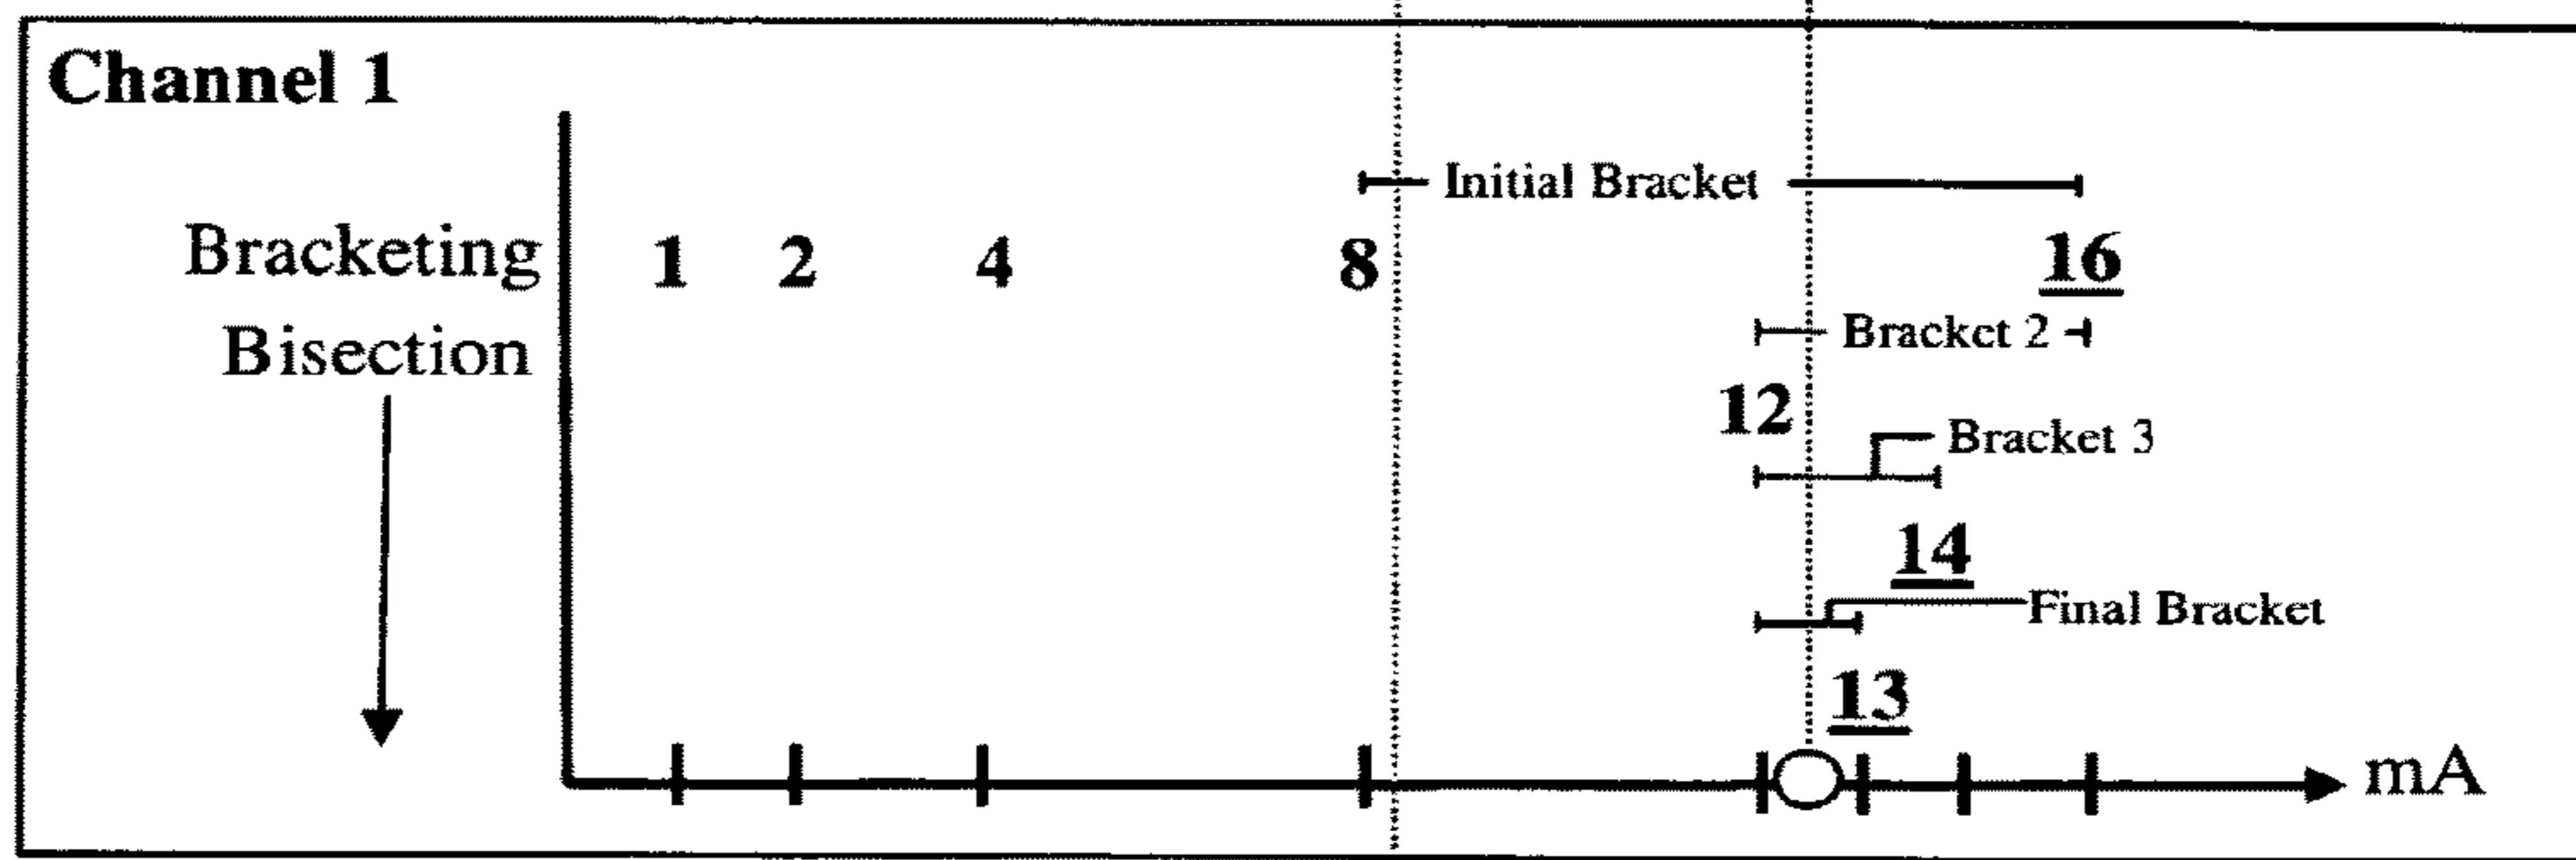 Channel 1
Initial Bracket
Bracketing
Bisection
1 2 4 8 16
Bracket 2
12
Bracket 3
14
Final Bracket
13
mA